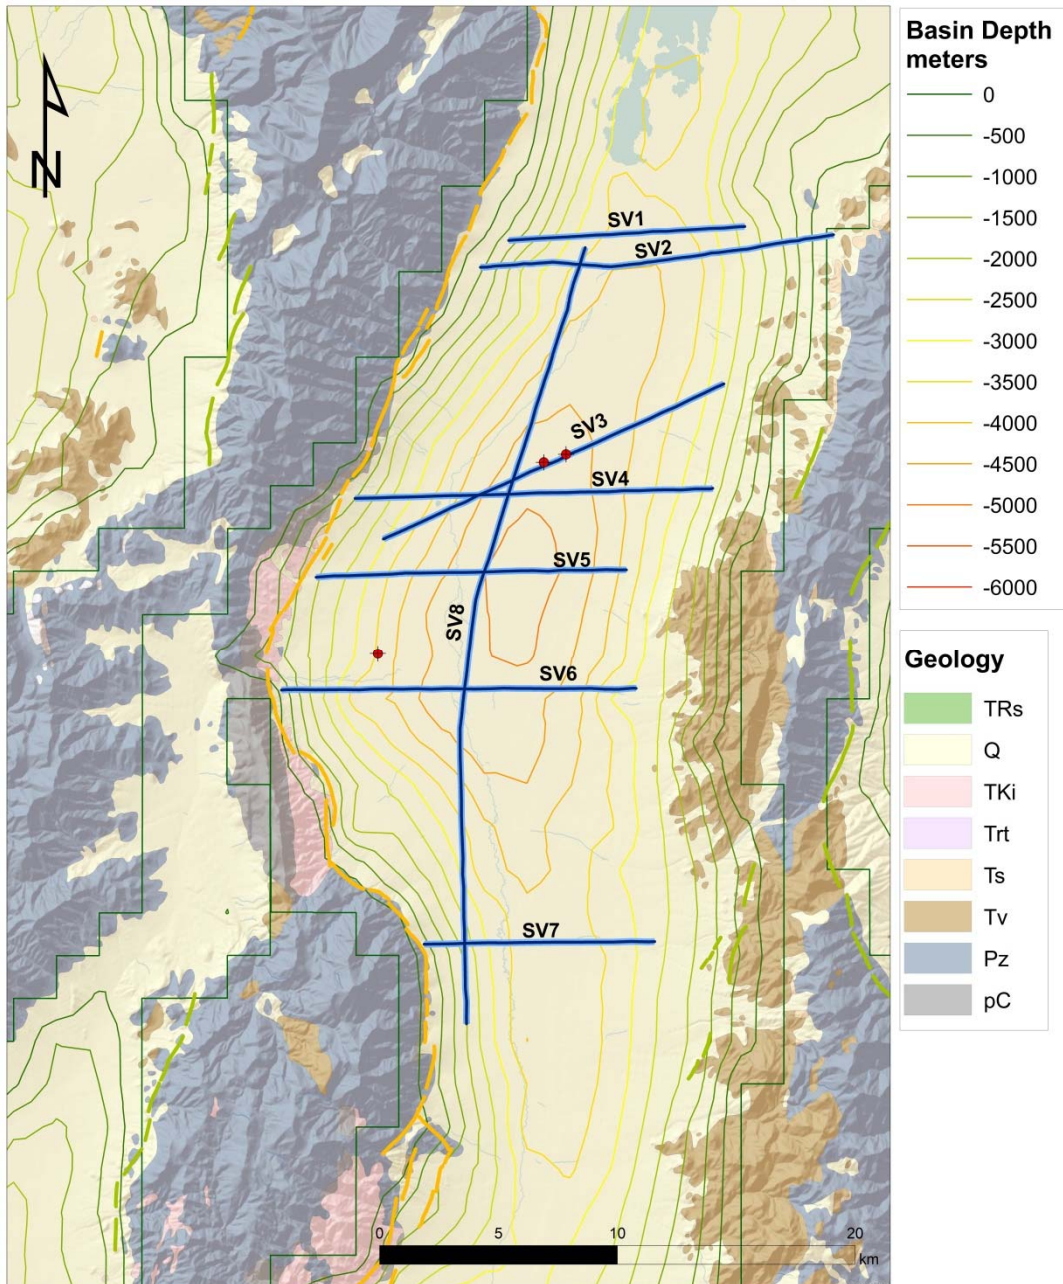 N
SV1
SV2
SV3
SV4
SV5
SV8
SV6
SV7
0 5 10 20
km
Basin Depth
meters
0
-500
-1000
-1500
-2000
-2500
-3000
-3500
-4000
-4500
-5000
-5500
-6000
Geology
TRs
Q
TKi
Trt
Ts
Tv
Pz
pC